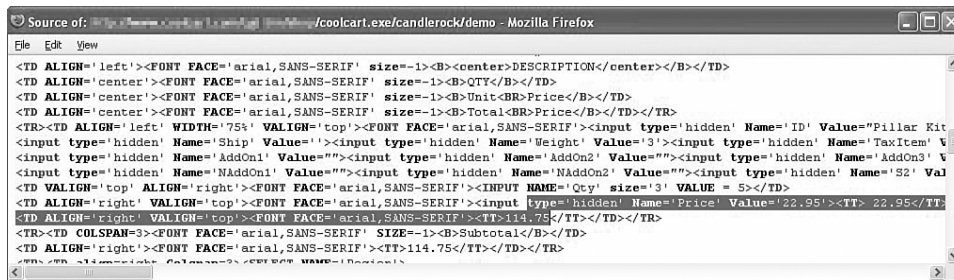 Source of: /coolcart.exe/candlerock/demo - Mozilla Firefox
File Edit View
<TD ALIGN='left'><FONT FACE='arial,SANS-SERIF' size=-1><B><center>DESCRIPTION</center></B></TD>
<TD ALIGN='center'><FONT FACE='arial,SANS-SERIF' size=-1><B>QTY</B></TD>
<TD ALIGN='center'><FONT FACE='arial,SANS-SERIF' size=-1><B>Unit<BR>Price</B></TD>
<TD ALIGN='center'><FONT FACE='arial,SANS-SERIF' size=-1><B>Total<BR>Price</B></TD></TR>
<TR><TD ALIGN='left' WIDTH='75%' VALIGN='top'><FONT FACE='arial,SANS-SERIF'><input type='hidden' Name='ID' Value="Pillar Kit
<input type='hidden' Name='Ship' Value=''><input type='hidden' Name='Weight' Value='3'><input type='hidden' Name='TaxItem' V
<input type='hidden' Name='AddOn1' Value=""><input type='hidden' Name='AddOn2' Value=""><input type='hidden' Name='AddOn3' V
<input type='hidden' Name='NAddOn1' Value=""><input type='hidden' Name='NAddOn2' Value=""><input type='hidden' Name='S2' Val
<TD VALIGN='top' ALIGN='right'><FONT FACE='arial,SANS-SERIF'><INPUT NAME='Qty' size='3' VALUE = 5></TD>
<TD ALIGN='right' VALIGN='top'><FONT FACE='arial,SANS-SERIF'><input type='hidden' Name='Price' Value='22.95'><TT> 22.95</TT>
<TD ALIGN='right' VALIGN='top'><FONT FACE='arial,SANS-SERIF'><TT>114.75</TT></TD></TR>
<TR><TD COLSPAN=3><FONT FACE='arial,SANS-SERIF' SIZE=-1><B>Subtotal</B></TD>
<TD ALIGN='right'><FONT FACE='arial,SANS-SERIF'><TT>114.75</TT></TD></TR>
<TR><TD align=right Colspan=3><SELECT NAME='Region'>